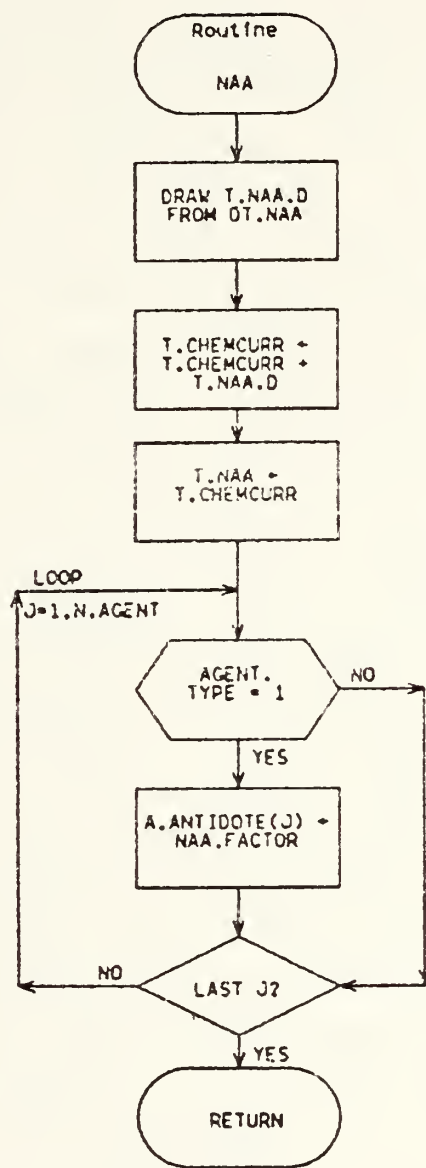 Routine
NAA
DRAW T.NAA.D
FROM DT.NAA
T.CHEMCURR ←
T.CHEMCURR +
T.NAA.D
T.NAA ←
T.CHEMCURR
LOOP
J=1,N.AGENT
AGENT.
TYPE = 1
NO
YES
A.ANTIDOTE(J) ←
NAA.FACTOR
NO
LAST J?
YES
RETURN